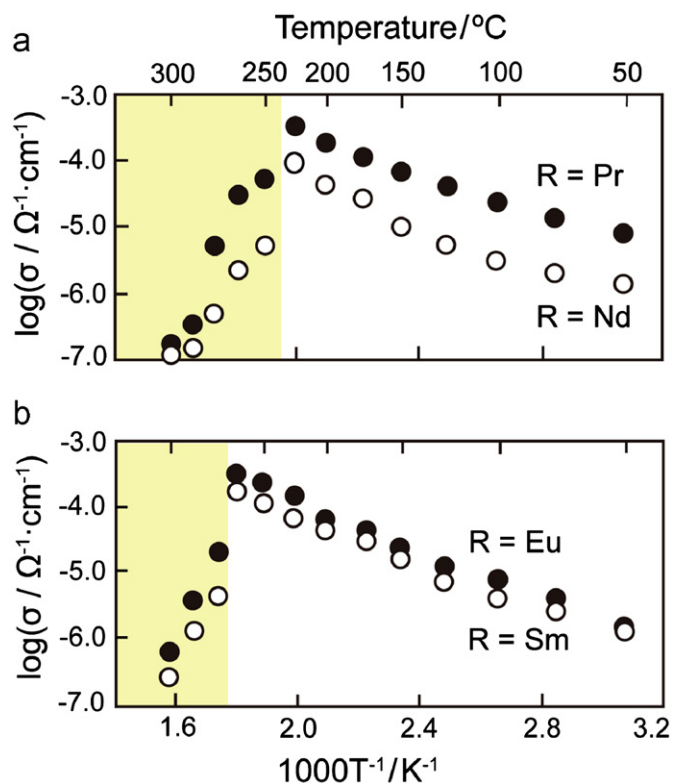 a
Temperature/ºC
300 250 200 150 100 50
-3.0
-4.0
-5.0
-6.0
-7.0
log(σ / Ω⁻¹·cm⁻¹)
R = Pr
R = Nd
b
-3.0
-4.0
-5.0
-6.0
-7.0
log(σ / Ω⁻¹·cm⁻¹)
R = Eu
R = Sm
1.6 2.0 2.4 2.8 3.2
1000T⁻¹/K⁻¹